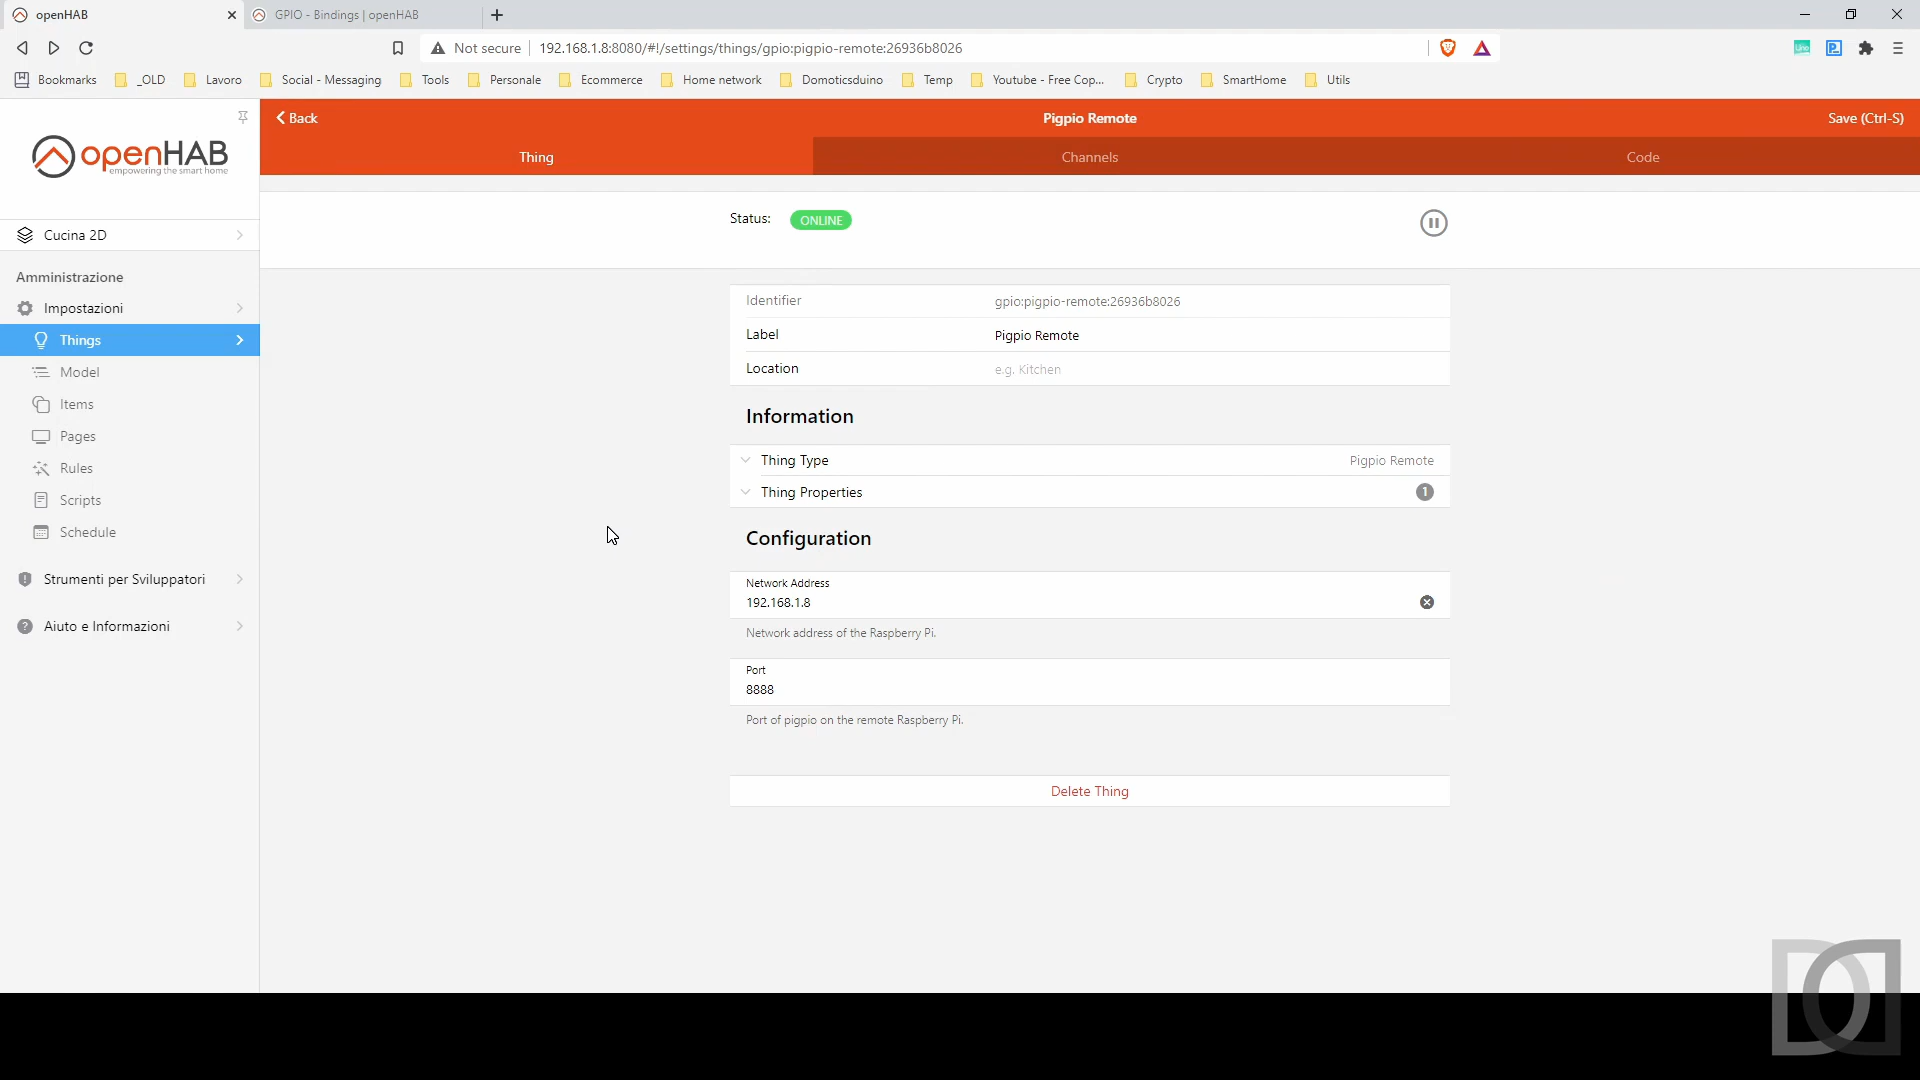 openHAB
GPIO - Bindings | openHAB
Not secure
192.168.1.8:8080/#!/settings/things/gpio:pigpio-remote:26936b8026
Bookmarks
_OLD
Lavoro
Social - Messaging
Tools
Personale
Ecommerce
Home network
Domoticsduino
Temp
Youtube - Free Cop...
Crypto
SmartHome
Utils
openHAB
empowering the smart home
Back
Pigpio Remote
Save (Ctrl-S)
Thing
Channels
Code
Cucina 2D
Amministrazione
Impostazioni
Things
Model
Items
Pages
Rules
Scripts
Schedule
Strumenti per Sviluppatori
Aiuto e Informazioni
Status: ONLINE
Identifier gpio:pigpio-remote:26936b8026
Label Pigpio Remote
Location e.g. Kitchen
Information
Thing Type Pigpio Remote
Thing Properties 1
Configuration
Network Address
192.168.1.8
Network address of the Raspberry Pi.
Port
8888
Port of pigpio on the remote Raspberry Pi.
Delete Thing